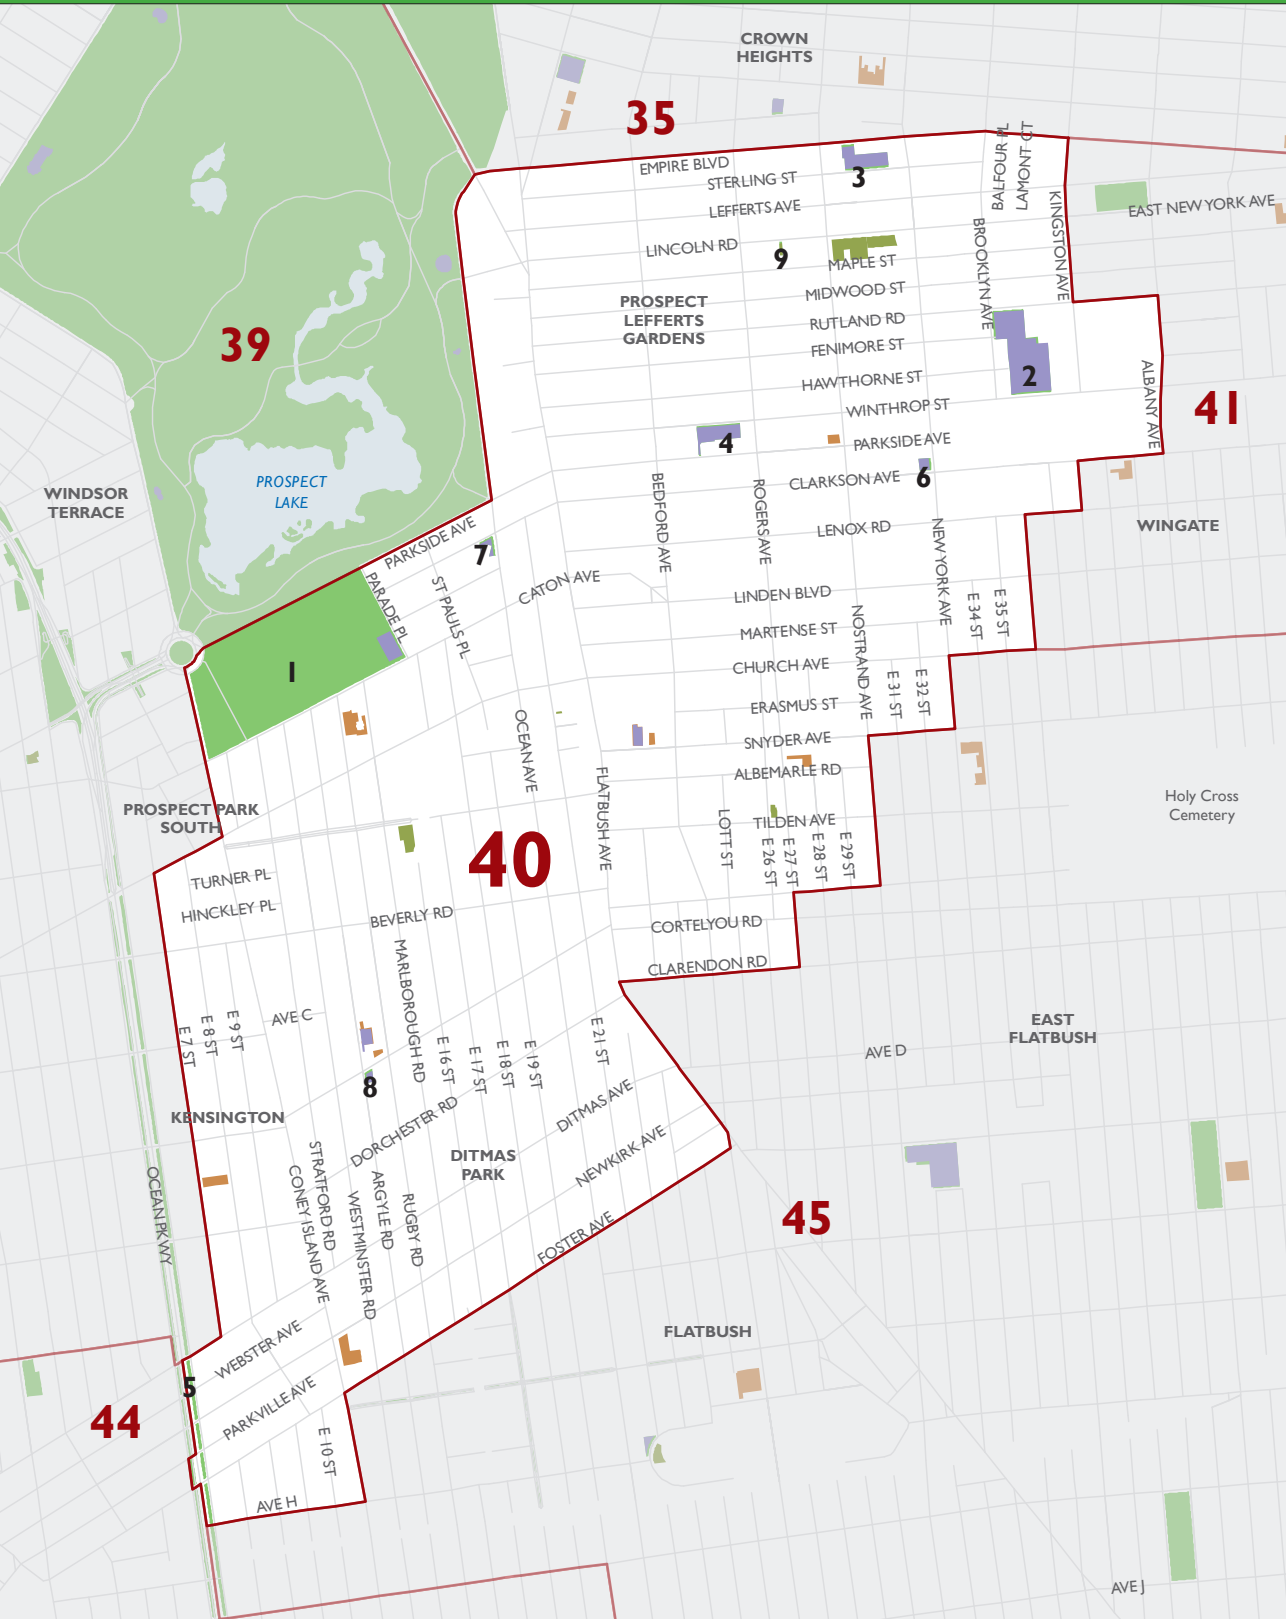 CROWN
HEIGHTS
35
EMPIRE BLVD
STERLING ST
3
BALFOUR PL
LAMONT CT
LEFFERTS AVE
KINGSTON AVE
EAST NEW YORK AVE
LINCOLN RD
9
MAPLE ST
BROOKLYN AVE
MIDWOOD ST
PROSPECT
LEFFERTS
GARDENS
RUTLAND RD
39
FENIMORE ST
2
HAWTHORNE ST
ALBANY AVE
41
WINTHROP ST
4
PARKSIDE AVE
PROSPECT
LAKE
WINDSOR
TERRACE
CLARKSON AVE
6
BEDFORD AVE
ROGERS AVE
LENOX RD
NEW YORK AVE
WINGATE
PARKSIDE AVE
7
PARADE PL
ST PAULS PL
CATON AVE
LINDEN BLVD
E 34 ST
E 35 ST
MARTENSE ST
NOSTRAND AVE
1
CHURCH AVE
E 31 ST
E 32 ST
ERASMUS ST
OCEAN AVE
SNYDER AVE
ALBEMARLE RD
FLATBUSH AVE
Holy Cross
Cemetery
PROSPECT PARK
SOUTH
LOTT ST
TILDEN AVE
E 26 ST
E 27 ST
E 28 ST
E 29 ST
40
TURNER PL
HINCKLEY PL
BEVERLY RD
CORTELYOU RD
CLARENDON RD
MARLBOROUGH RD
AVE C
E 7 ST
E 8 ST
E 9 ST
E 16 ST
E 17 ST
E 18 ST
E 19 ST
E 21 ST
EAST
FLATBUSH
AVE D
8
DITMAS AVE
KENSINGTON
DORCHESTER RD
DITMAS
PARK
NEWKIRK AVE
OCEAN PKWY
STRATFORD RD
CONEY ISLAND AVE
WESTMINSTER RD
ARGYLE RD
RUGBY RD
FOSTER AVE
45
FLATBUSH
WEBSTER AVE
5
44
PARKVILLE AVE
E 10 ST
AVE H
AVE J